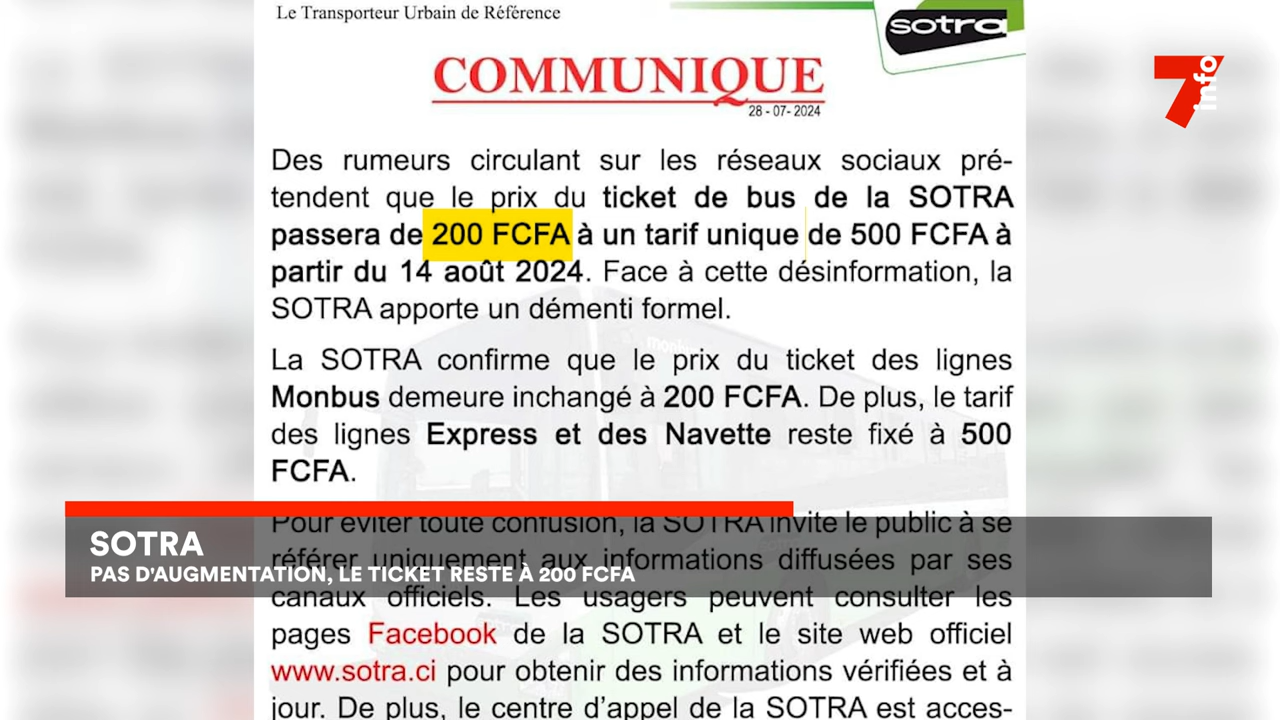 Le Transporteur Urbain de Référence
sotra
COMMUNIQUE
28 - 07- 2024
7info
Des rumeurs circulant sur les réseaux sociaux pré-
tendent que le prix du ticket de bus de la SOTRA
passera de 200 FCFA à un tarif unique de 500 FCFA à
partir du 14 août 2024. Face à cette désinformation, la
SOTRA apporte un démenti formel.
La SOTRA confirme que le prix du ticket des lignes
Monbus demeure inchangé à 200 FCFA. De plus, le tarif
des lignes Express et des Navette reste fixé à 500
FCFA.
Pour éviter toute confusion, la SOTRA invite le public à se
référer uniquement aux informations diffusées par ses
canaux officiels. Les usagers peuvent consulter les
pages Facebook de la SOTRA et le site web officiel
www.sotra.ci pour obtenir des informations vérifiées et à
jour. De plus, le centre d'appel de la SOTRA est acces-
SOTRA
PAS D'AUGMENTATION, LE TICKET RESTE À 200 FCFA